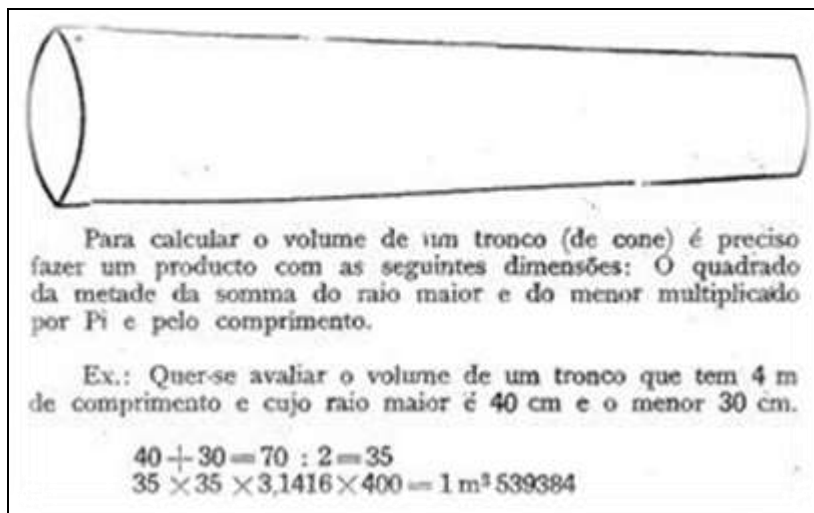 Para calcular o volume de um tronco (de cone) é preciso
fazer um producto com as seguintes dimensões: O quadrado
da metade da somma do raio maior e do menor multiplicado
por Pi e pelo comprimento.
Ex.: Quer-se avaliar o volume de um tronco que tem 4 m
de comprimento e cujo raio maior é 40 cm e o menor 30 cm.
40 + 30 = 70 : 2 = 35
35 × 35 × 3,1416 × 400 = 1 m³ 539384